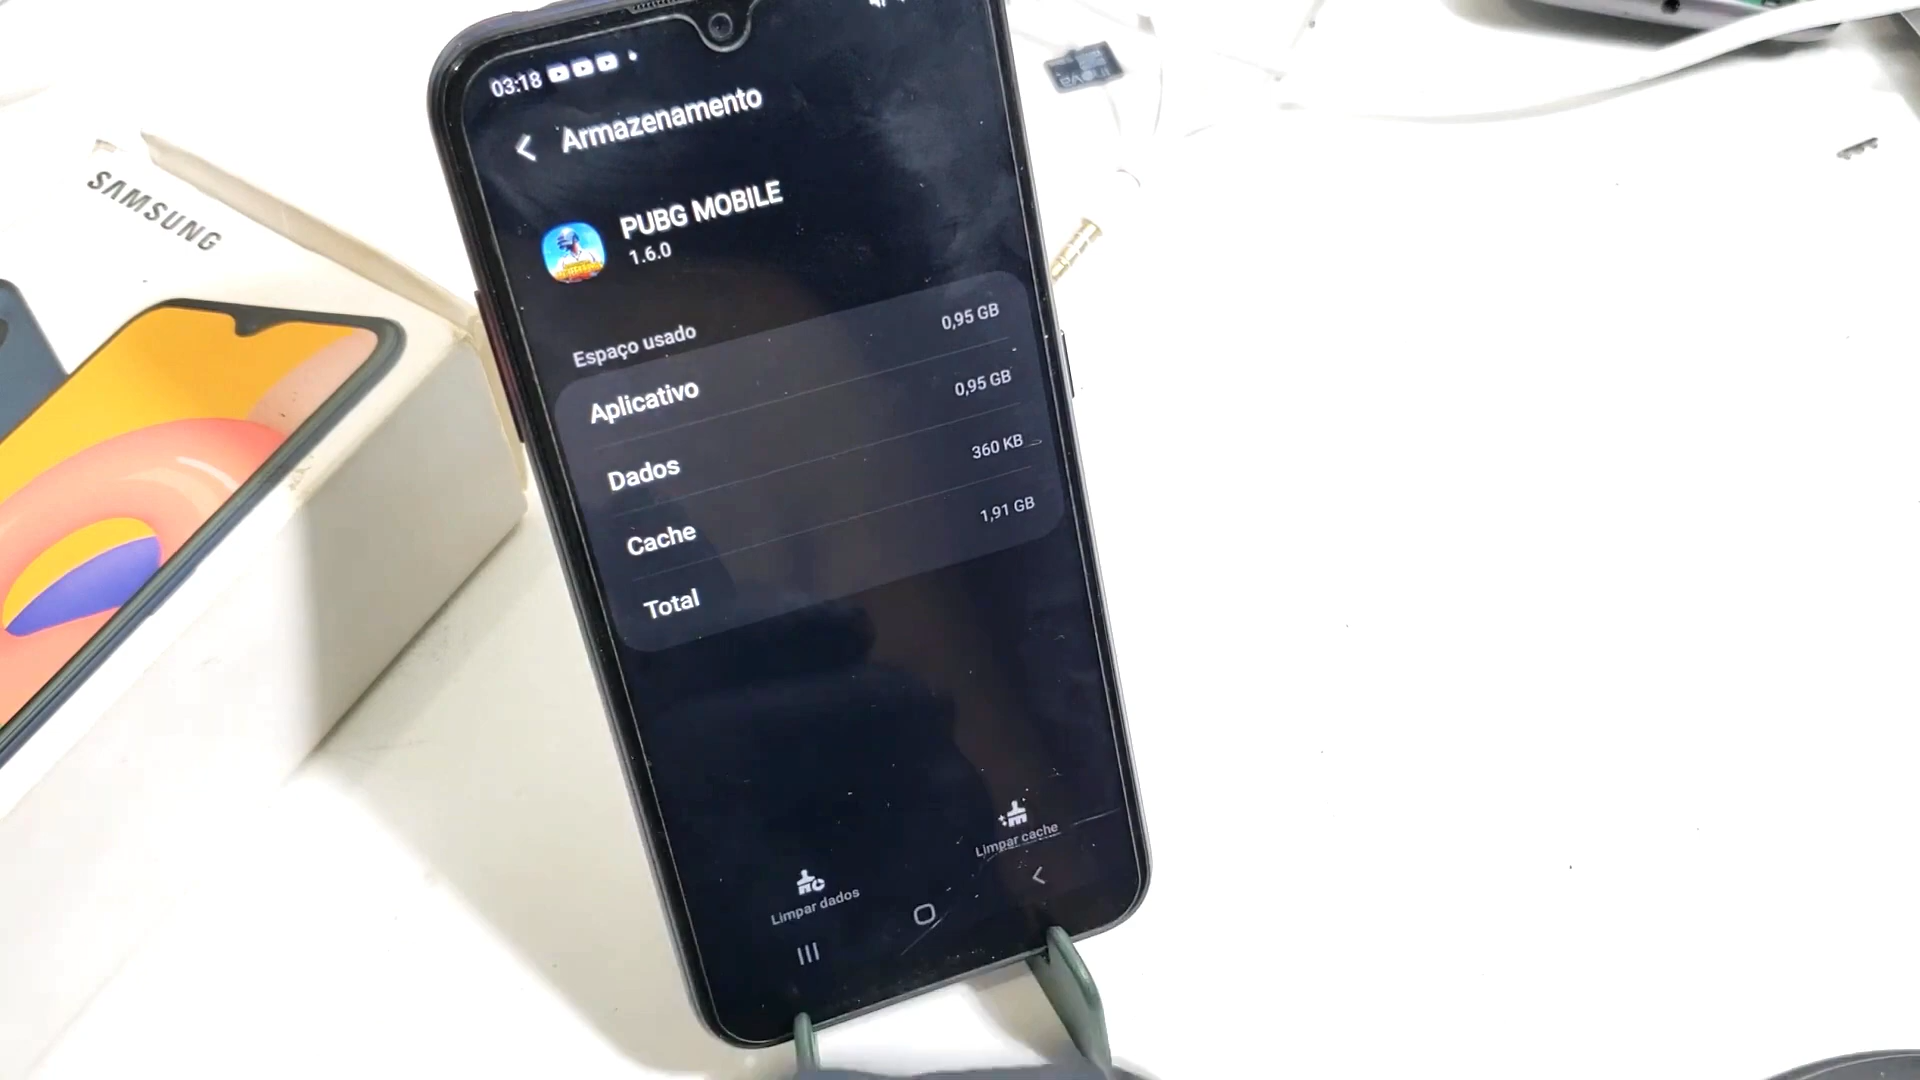 03:18
Armazenamento
SAMSUNG
PUBG MOBILE
1.6.0
Espaço usado
Aplicativo 0,95 GB
Dados 0,95 GB
Cache 360 KB
Total 1,91 GB
Limpar dados
Limpar cache